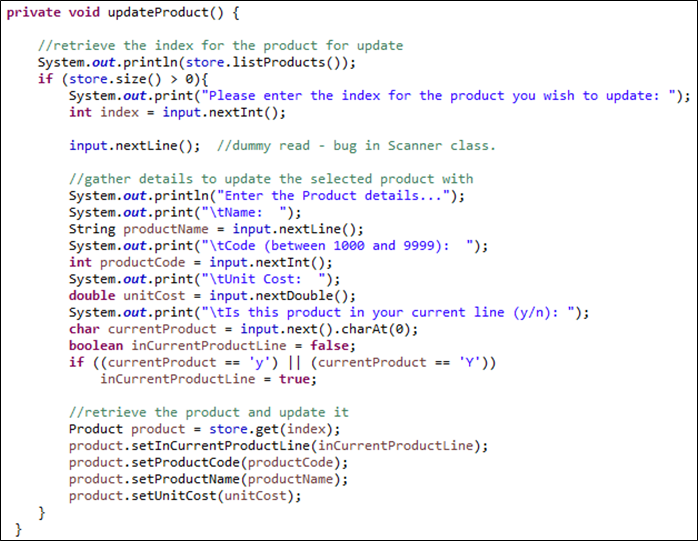 private void updateProduct() {
//retrieve the index for the product for update
System.out.println(store.listProducts());
if (store.size() > 0){
System.out.print("Please enter the index for the product you wish to update: ");
int index = input.nextInt();
input.nextLine();  //dummy read - bug in Scanner class.
//gather details to update the selected product with
System.out.println("Enter the Product details...");
System.out.print("\tName:  ");
String productName = input.nextLine();
System.out.print("\tCode (between 1000 and 9999):  ");
int productCode = input.nextInt();
System.out.print("\tUnit Cost:  ");
double unitCost = input.nextDouble();
System.out.print("\tIs this product in your current line (y/n): ");
char currentProduct = input.next().charAt(0);
boolean inCurrentProductLine = false;
if ((currentProduct == 'y') || (currentProduct == 'Y'))
inCurrentProductLine = true;
//retrieve the product and update it
Product product = store.get(index);
product.setInCurrentProductLine(inCurrentProductLine);
product.setProductCode(productCode);
product.setProductName(productName);
product.setUnitCost(unitCost);
}
}